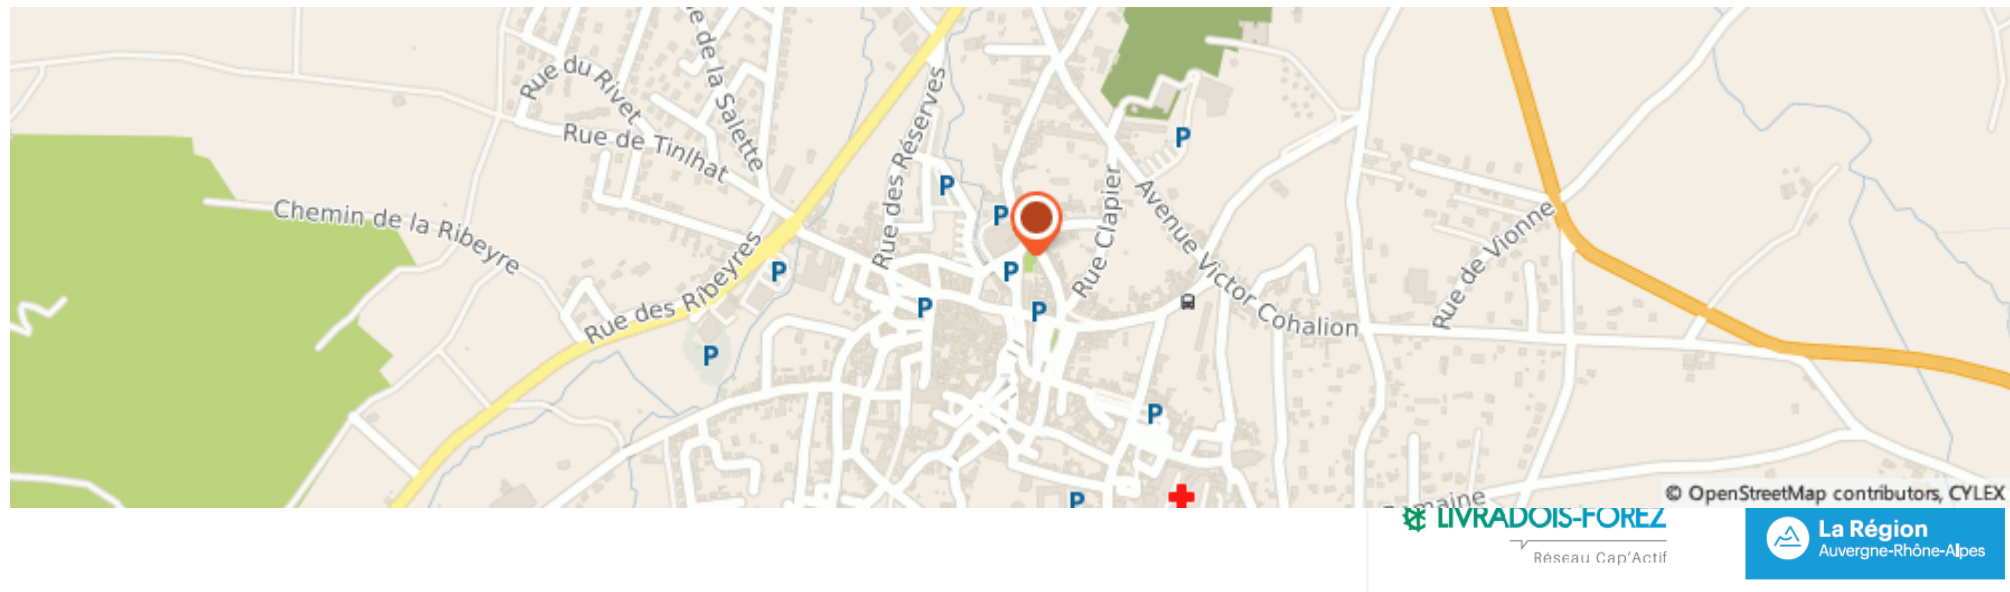 Rue du Rivet
de la Salette
Rue de Tinlhat
Rue des Réserves
P
Rue Clapier
Avenue Victor Cohalion
P
P
Chemin de la Ribeyre
Rue de Vionne
Rue des Ribeyres
P
P
P
P
P
P
P
© OpenStreetMap contributors, CYLEX
LIVRADOIS-FOREZ
Réseau Cap'Actif
La Région
Auvergne-Rhône-Alpes